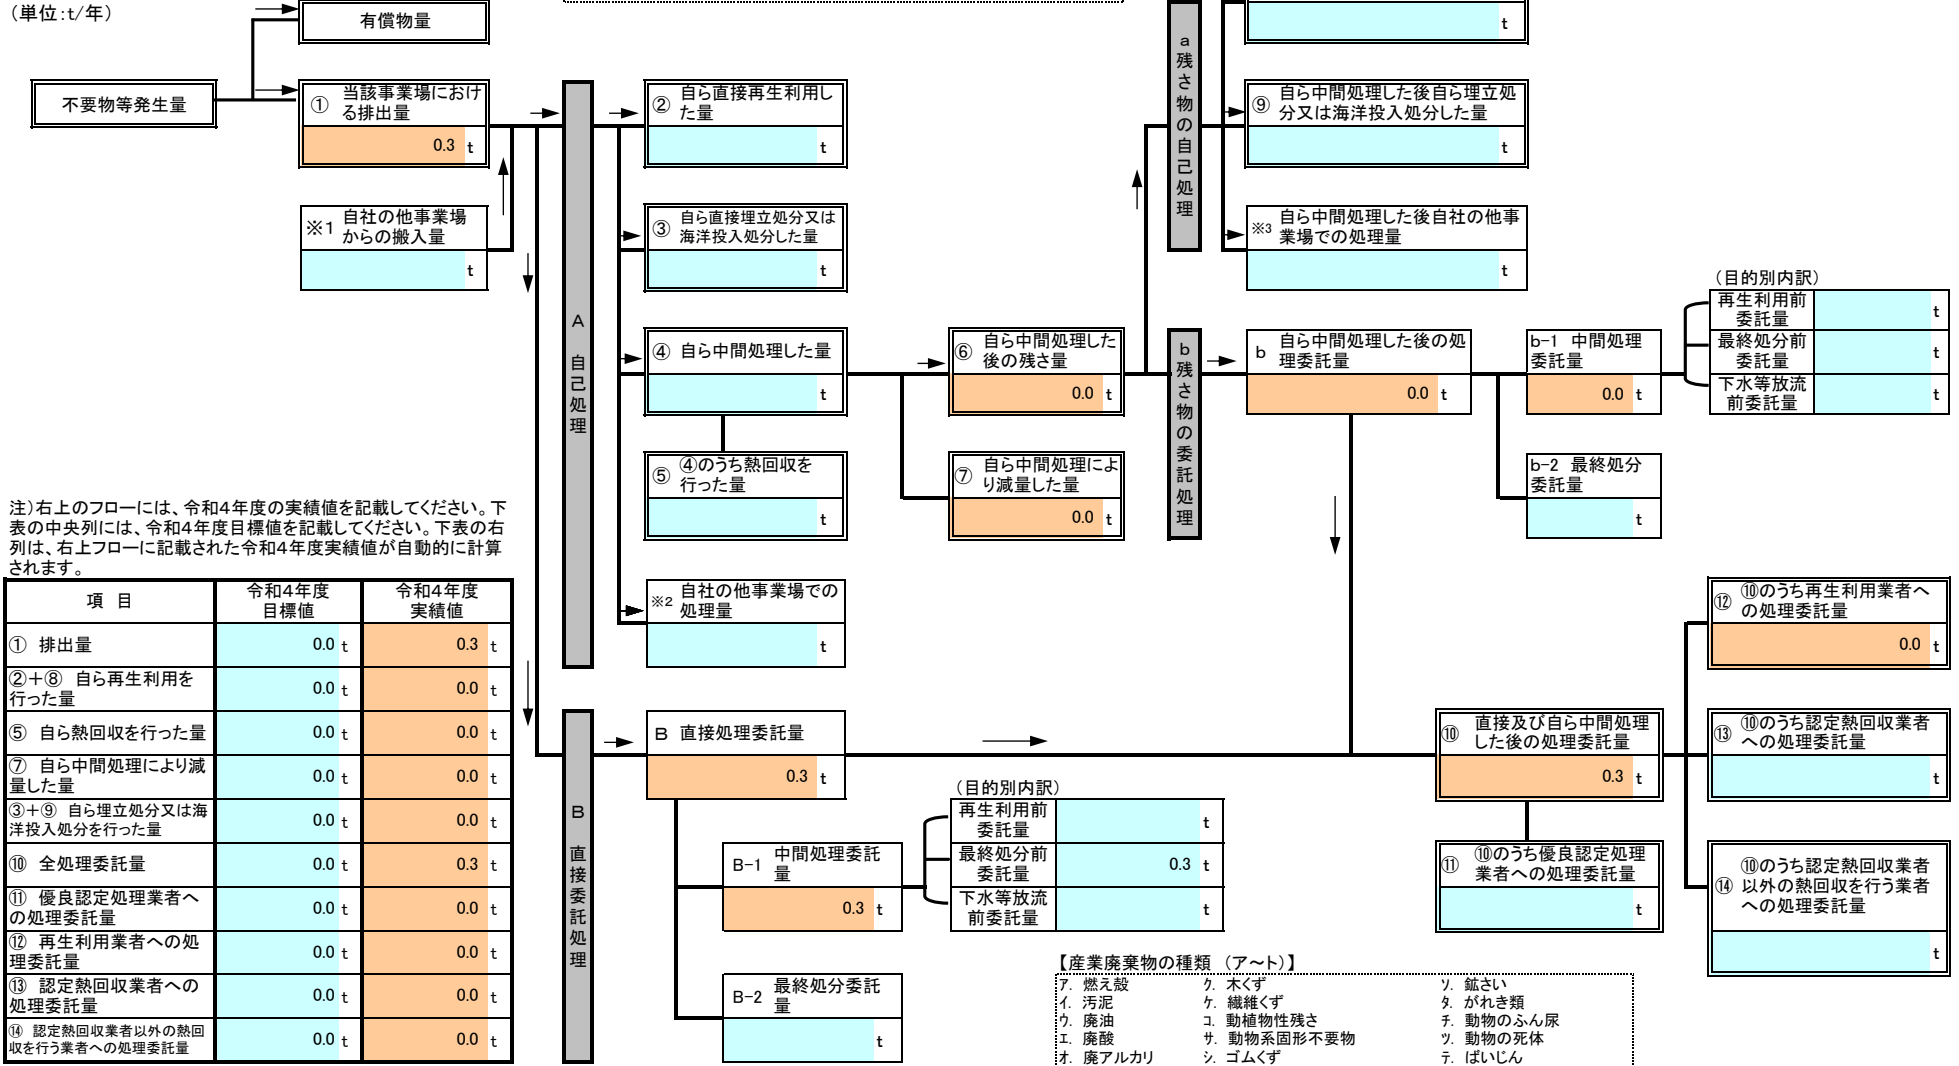 （単位：t/年）
有償物量
t
不要物等発生量
① 当該事業場におけ
る排出量
0.3 t
② 自ら直接再生利用し
た量
t
⑨ 自ら中間処理した後自ら埋立処
分又は海洋投入処分した量
t
a 残さ物の自己処理
※1 自社の他事業場
からの搬入量
t
③ 自ら直接埋立処分又は
海洋投入処分した量
t
※3 自ら中間処理した後自社の他事
業場での処理量
t
A 自己処理
④ 自ら中間処理した量
t
⑥ 自ら中間処理した
後の残さ量
0.0 t
b 残さ物の委託処理
b 自ら中間処理した後の処
理委託量
0.0 t
b-1 中間処理
委託量
0.0 t
（目的別内訳）
再生利用前
委託量 t
最終処分前
委託量 t
下水等放流
前委託量 t
⑤ ④のうち熱回収を
行った量
t
⑦ 自ら中間処理によ
り減量した量
0.0 t
b-2 最終処分
委託量
t
※2 自社の他事業場での
処理量
t
注）右上のフローには、令和4年度の実績値を記載してください。下
表の中央列には、令和4年度目標値を記載してください。下表の右
列は、右上フローに記載された令和4年度実績値が自動的に計算
されます。
項 目 令和4年度 目標値 令和4年度 実績値
① 排出量 0.0 t 0.3 t
②＋⑧ 自ら再生利用を
行った量 0.0 t 0.0 t
⑤ 自ら熱回収を行った量 0.0 t 0.0 t
⑦ 自ら中間処理により減
量した量 0.0 t 0.0 t
③＋⑨ 自ら埋立処分又は海
洋投入処分を行った量 0.0 t 0.0 t
⑩ 全処理委託量 0.0 t 0.3 t
⑪ 優良認定処理業者へ
の処理委託量 0.0 t 0.0 t
⑫ 再生利用業者への処
理委託量 0.0 t 0.0 t
⑬ 認定熱回収業者への
処理委託量 0.0 t 0.0 t
⑭ 認定熱回収業者以外の熱回
収を行う業者への処理委託量 0.0 t 0.0 t
B 直接委託処理
B 直接処理委託量
0.3 t
B-1 中間処理委託
量
0.3 t
（目的別内訳）
再生利用前
委託量 t
最終処分前
委託量 0.3 t
下水等放流
前委託量 t
B-2 最終処分委託
量
t
⑩ 直接及び自ら中間処理
した後の処理委託量
0.3 t
⑪ ⑩のうち優良認定処理
業者への処理委託量
t
⑫ ⑩のうち再生利用業者へ
の処理委託量
0.0 t
⑬ ⑩のうち認定熱回収業者
への処理委託量
t
⑭ ⑩のうち認定熱回収業者
以外の熱回収を行う業者
への処理委託量
t
【産業廃棄物の種類 （ア～ト）】
ア. 燃え殻 ク. 木くず ソ. 鉱さい
イ. 汚泥 ケ. 繊維くず タ. がれき類
ウ. 廃油 コ. 動植物性残さ チ. 動物のふん尿
エ. 廃酸 サ. 動物系固形不要物 ツ. 動物の死体
オ. 廃アルカリ シ. ゴムくず テ. ばいじん